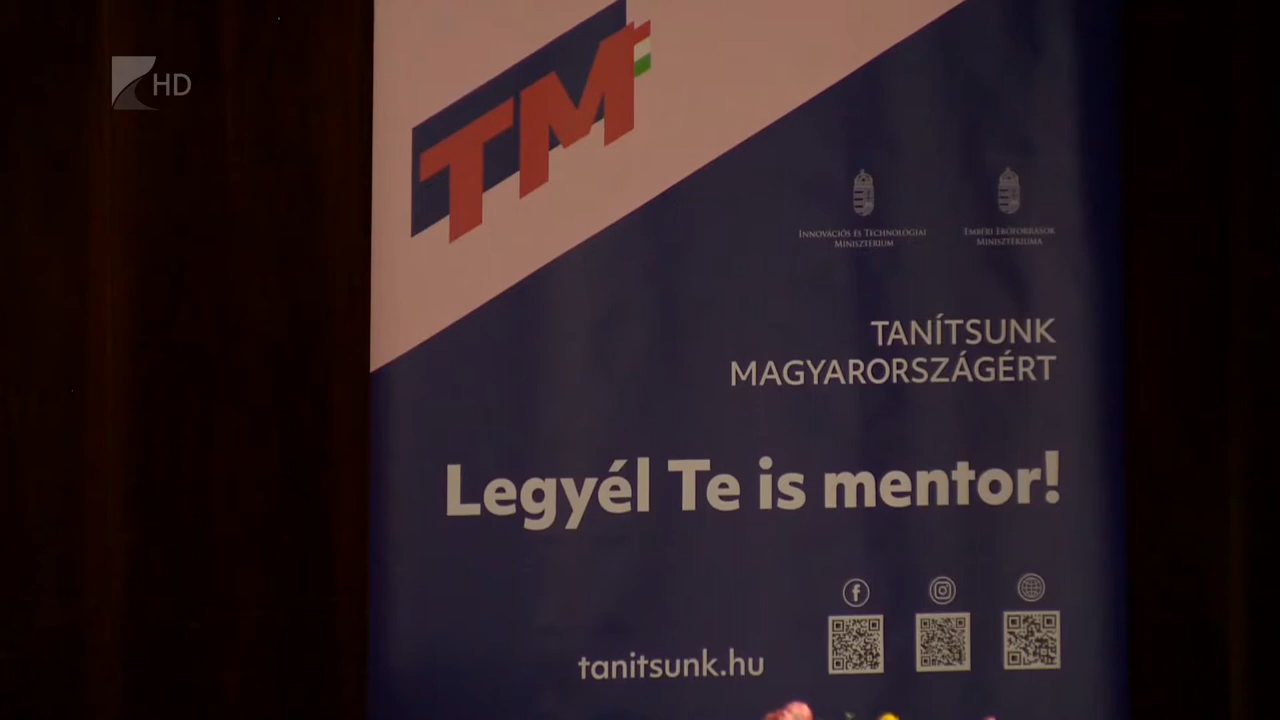 HD
TM
INNOVÁCIÓS ÉS TECHNOLÓGIAI
MINISZTÉRIUM
EMBERI ERŐFORRÁSOK
MINISZTÉRIUMA
TANÍTSUNK
MAGYARORSZÁGÉRT
Legyél Te is mentor!
tanitsunk.hu